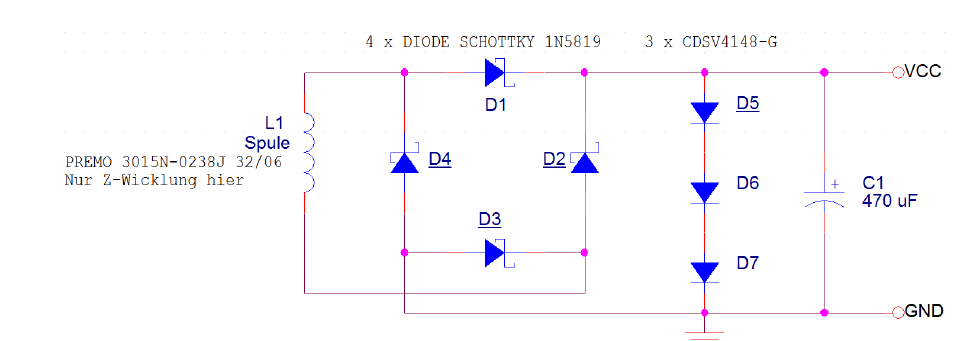 4 x DIODE SCHOTTKY 1N5819
3 x CDSV4148-G
VCC
D1
D5
L1
Spule
PREMO 3015N-0238J 32/06
Nur Z-Wicklung hier
D4
D2
D6
+
C1
470 uF
D3
D7
GND